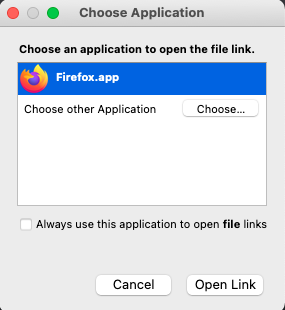 Choose Application
Choose an application to open the file link.
Firefox.app
Choose other Application Choose...
Always use this application to open file links
Cancel Open Link